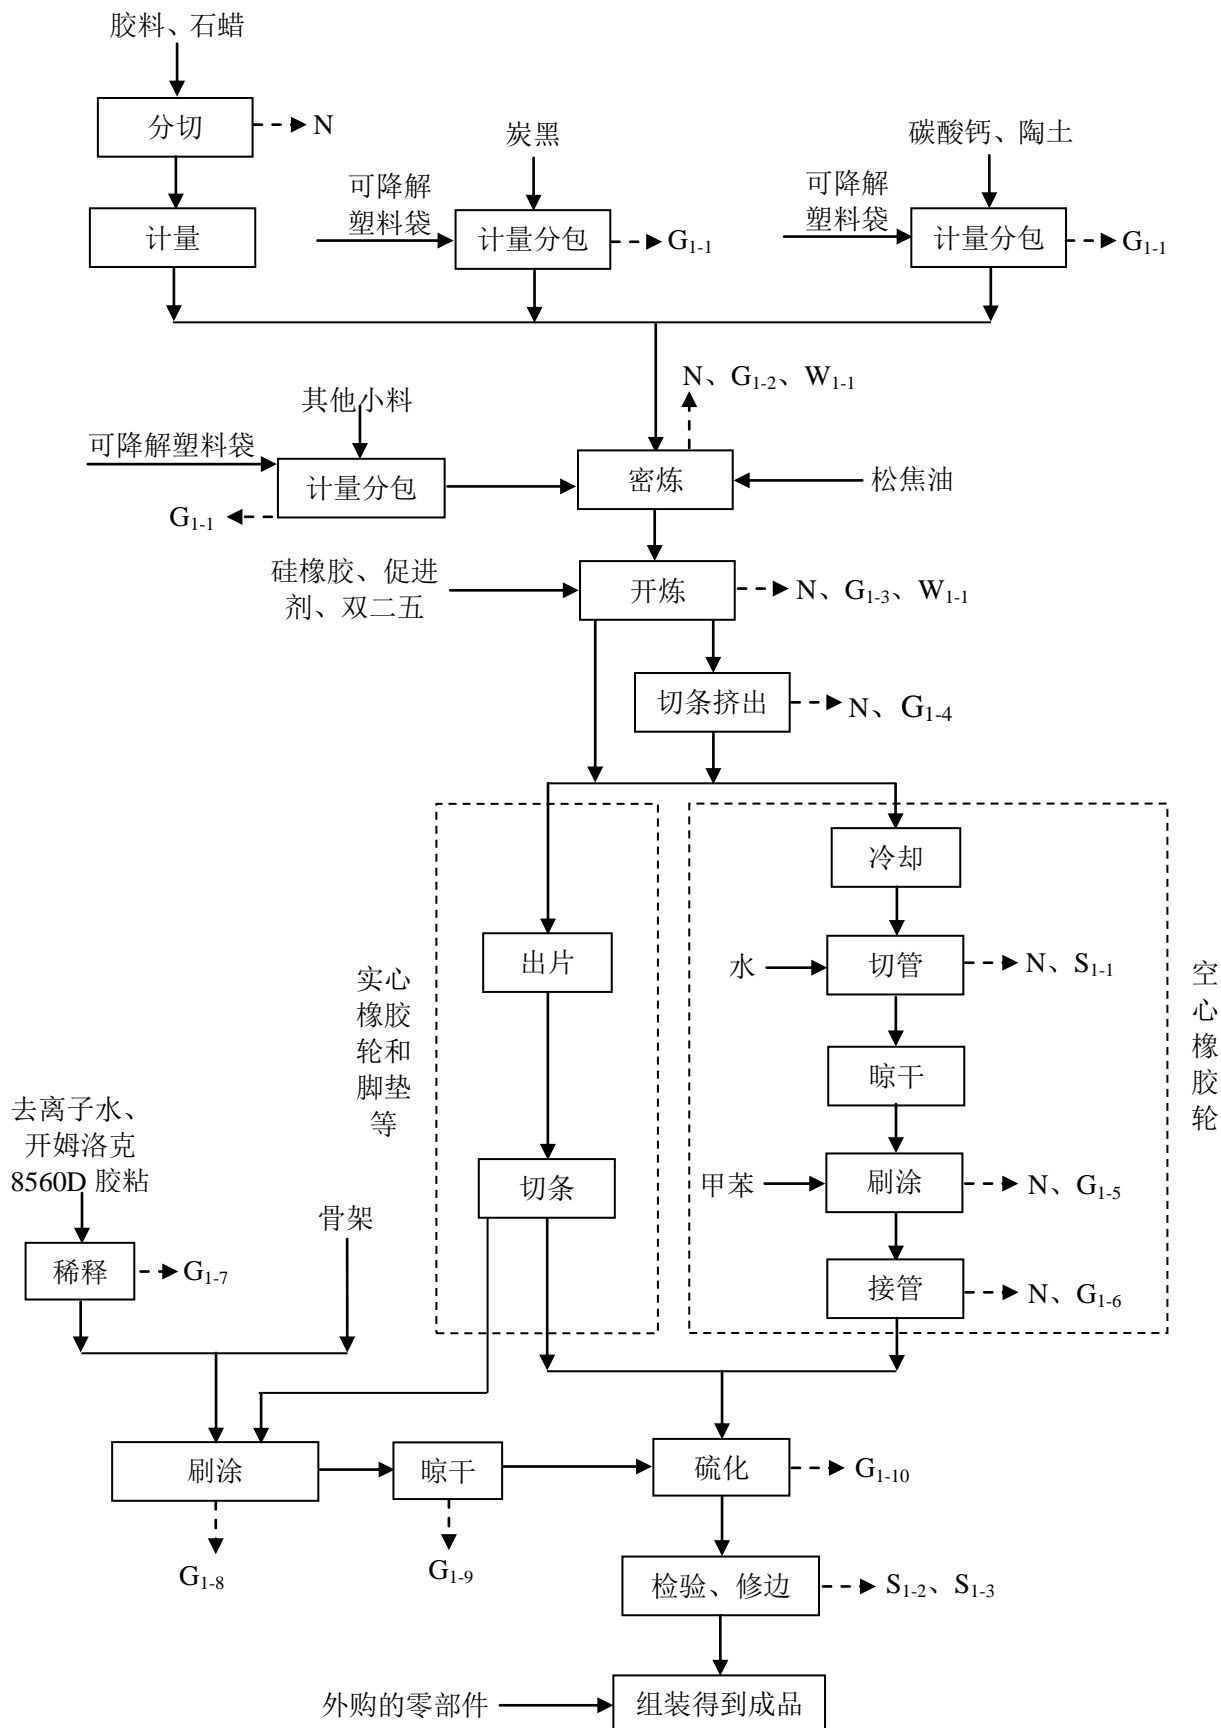 胶料、石蜡
分切
N
计量
炭黑
可降解
塑料袋
计量分包
G1-1
碳酸钙、陶土
可降解
塑料袋
计量分包
G1-1
N、G1-2、W1-1
其他小料
可降解塑料袋
计量分包
G1-1
密炼
松焦油
硅橡胶、促进
剂、双二五
开炼
N、G1-3、W1-1
切条挤出
N、G1-4
实心
橡胶
轮和
脚垫
等
出片
切条
冷却
水
切管
N、S1-1
晾干
甲苯
刷涂
N、G1-5
接管
N、G1-6
空
心
橡
胶
轮
去离子水、
开姆洛克
8560D 胶粘
稀释
G1-7
骨架
刷涂
G1-8
晾干
G1-9
硫化
G1-10
检验、修边
S1-2、S1-3
外购的零部件
组装得到成品